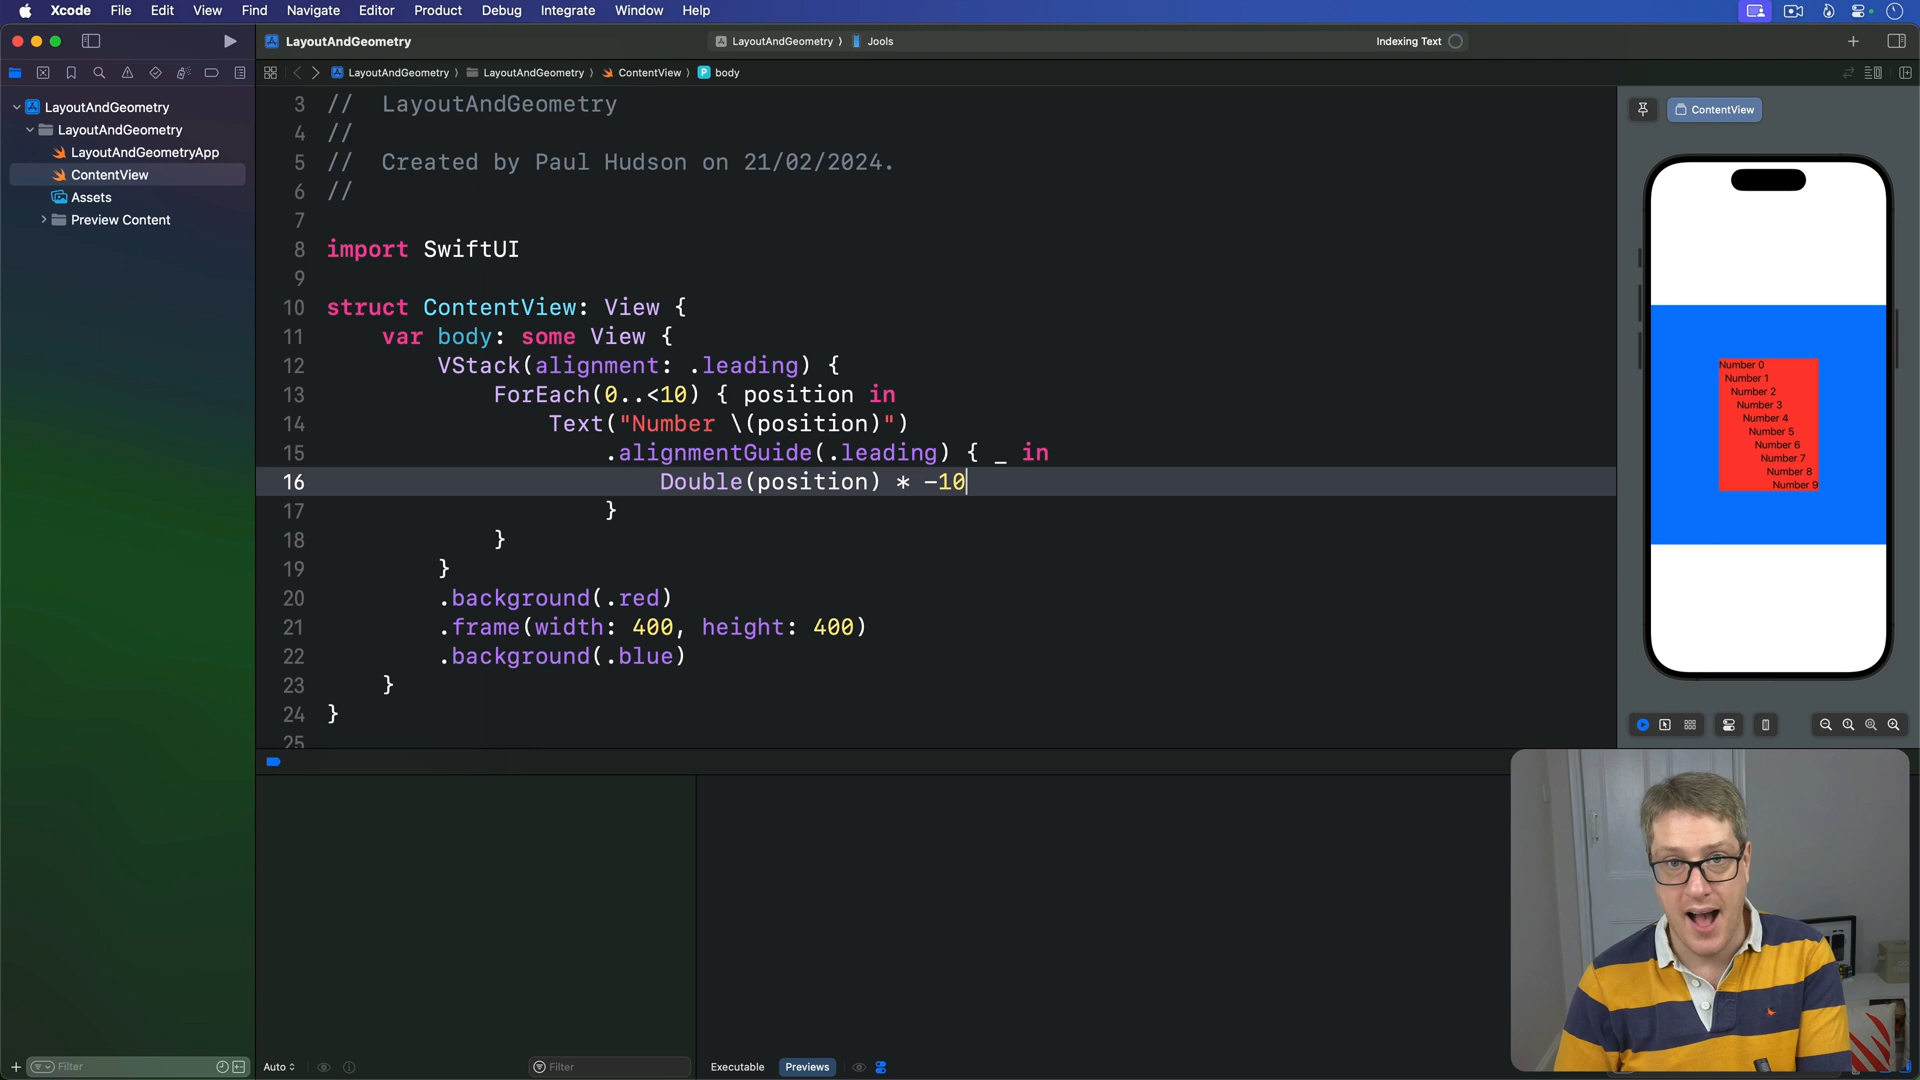 Xcode File Edit View Find Navigate Editor Product Debug Integrate Window Help
LayoutAndGeometry
LayoutAndGeometry 〉 Jools
Indexing Text
LayoutAndGeometry 〉 LayoutAndGeometry 〉 ContentView 〉 P body
LayoutAndGeometry
LayoutAndGeometry
LayoutAndGeometryApp
ContentView
Assets
Preview Content
3 //  LayoutAndGeometry
4 //
5 //  Created by Paul Hudson on 21/02/2024.
6 //
7
8 import SwiftUI
9
10 struct ContentView: View {
11     var body: some View {
12         VStack(alignment: .leading) {
13             ForEach(0..<10) { position in
14                 Text("Number \(position)")
15                     .alignmentGuide(.leading) { _ in
16                         Double(position) * -10
17                     }
18             }
19         }
20         .background(.red)
21         .frame(width: 400, height: 400)
22         .background(.blue)
23     }
24 }
25
ContentView
Number 0
Number 1
Number 2
Number 3
Number 4
Number 5
Number 6
Number 7
Number 8
Number 9
Filter
Auto
Filter
Executable Previews